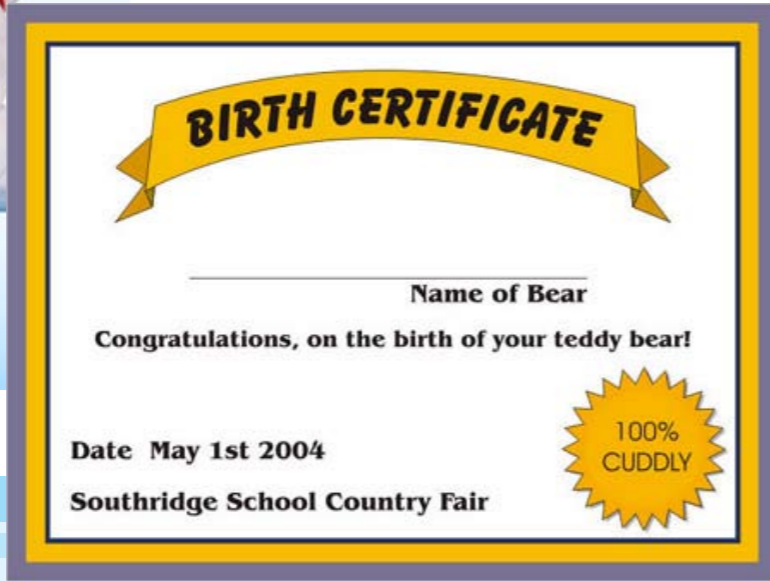 BIRTH CERTIFICATE
Name of Bear
Congratulations, on the birth of your teddy bear!
Date May 1st 2004
Southridge School Country Fair
100%
CUDDLY